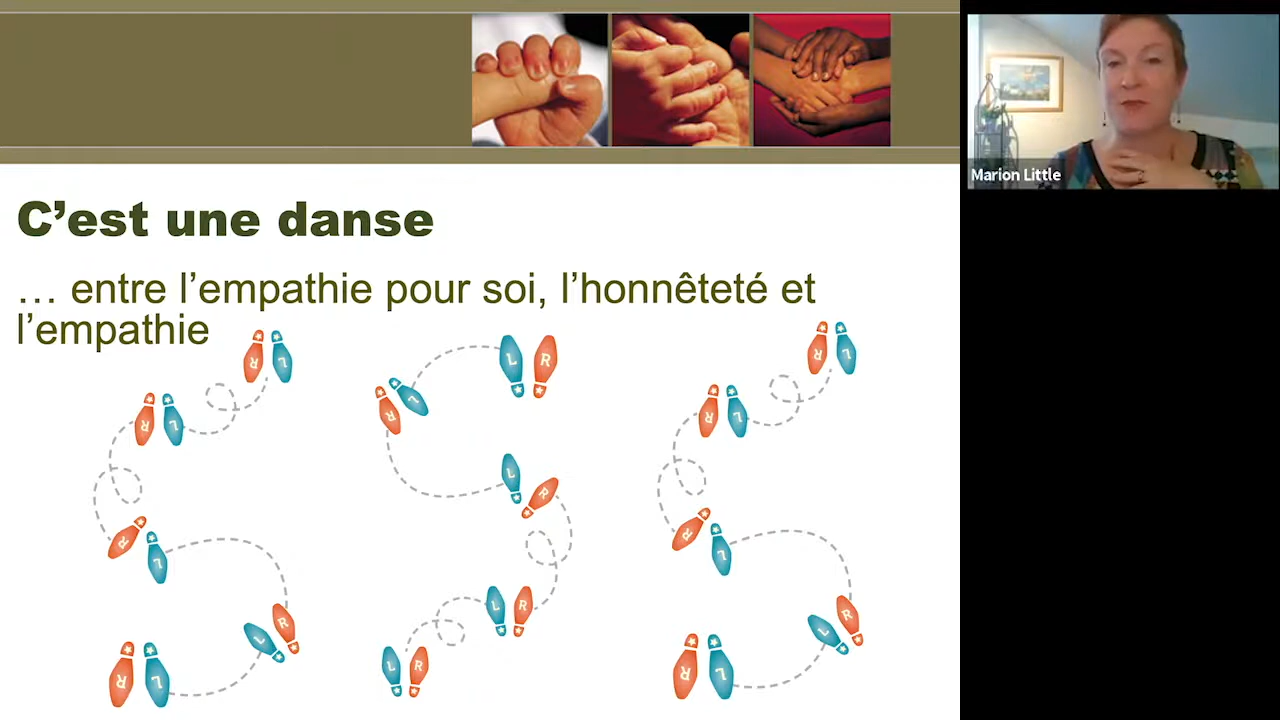 Marion Little
C’est une danse
… entre l’empathie pour soi, l’honnêteté et
l’empathie
R L
L R
R L
R L
R L
L R
R L
R L
L R
R L
L R
L R
L R
R L
L R
R L